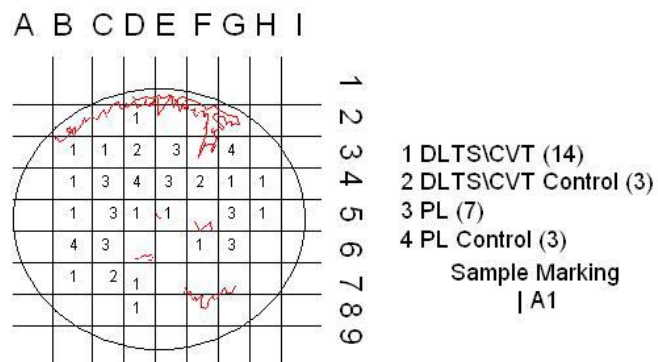 A B C D E F G H I
1
1
2
1 1 2 3 4
3
1 3 4 3 2 1 1
4
1 3 1 1 3 1
5
4 3 1 3
6
1 2 1
7
1
8
9
1 DLTS\CVT (14)
2 DLTS\CVT Control (3)
3 PL (7)
4 PL Control (3)
Sample Marking
| A1